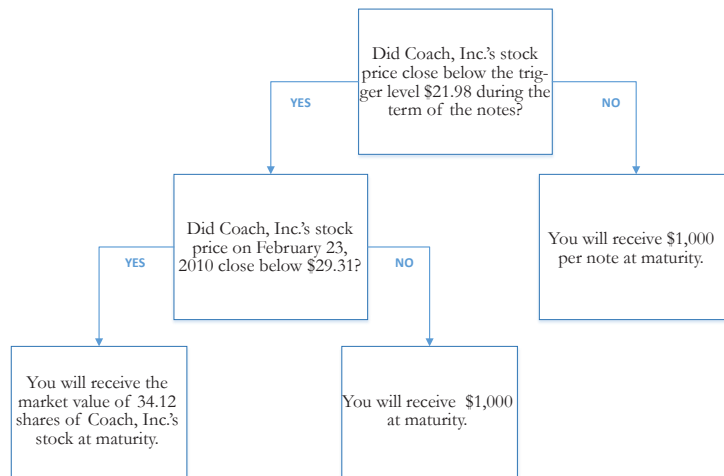 Did Coach, Inc.'s stock
price close below the trig-
ger level $21.98 during the
term of the notes?
YES
NO
Did Coach, Inc.'s stock
price on February 23,
2010 close below $29.31?
You will receive $1,000
per note at maturity.
YES
NO
You will receive the
market value of 34.12
shares of Coach, Inc.'s
stock at maturity.
You will receive $1,000
at maturity.